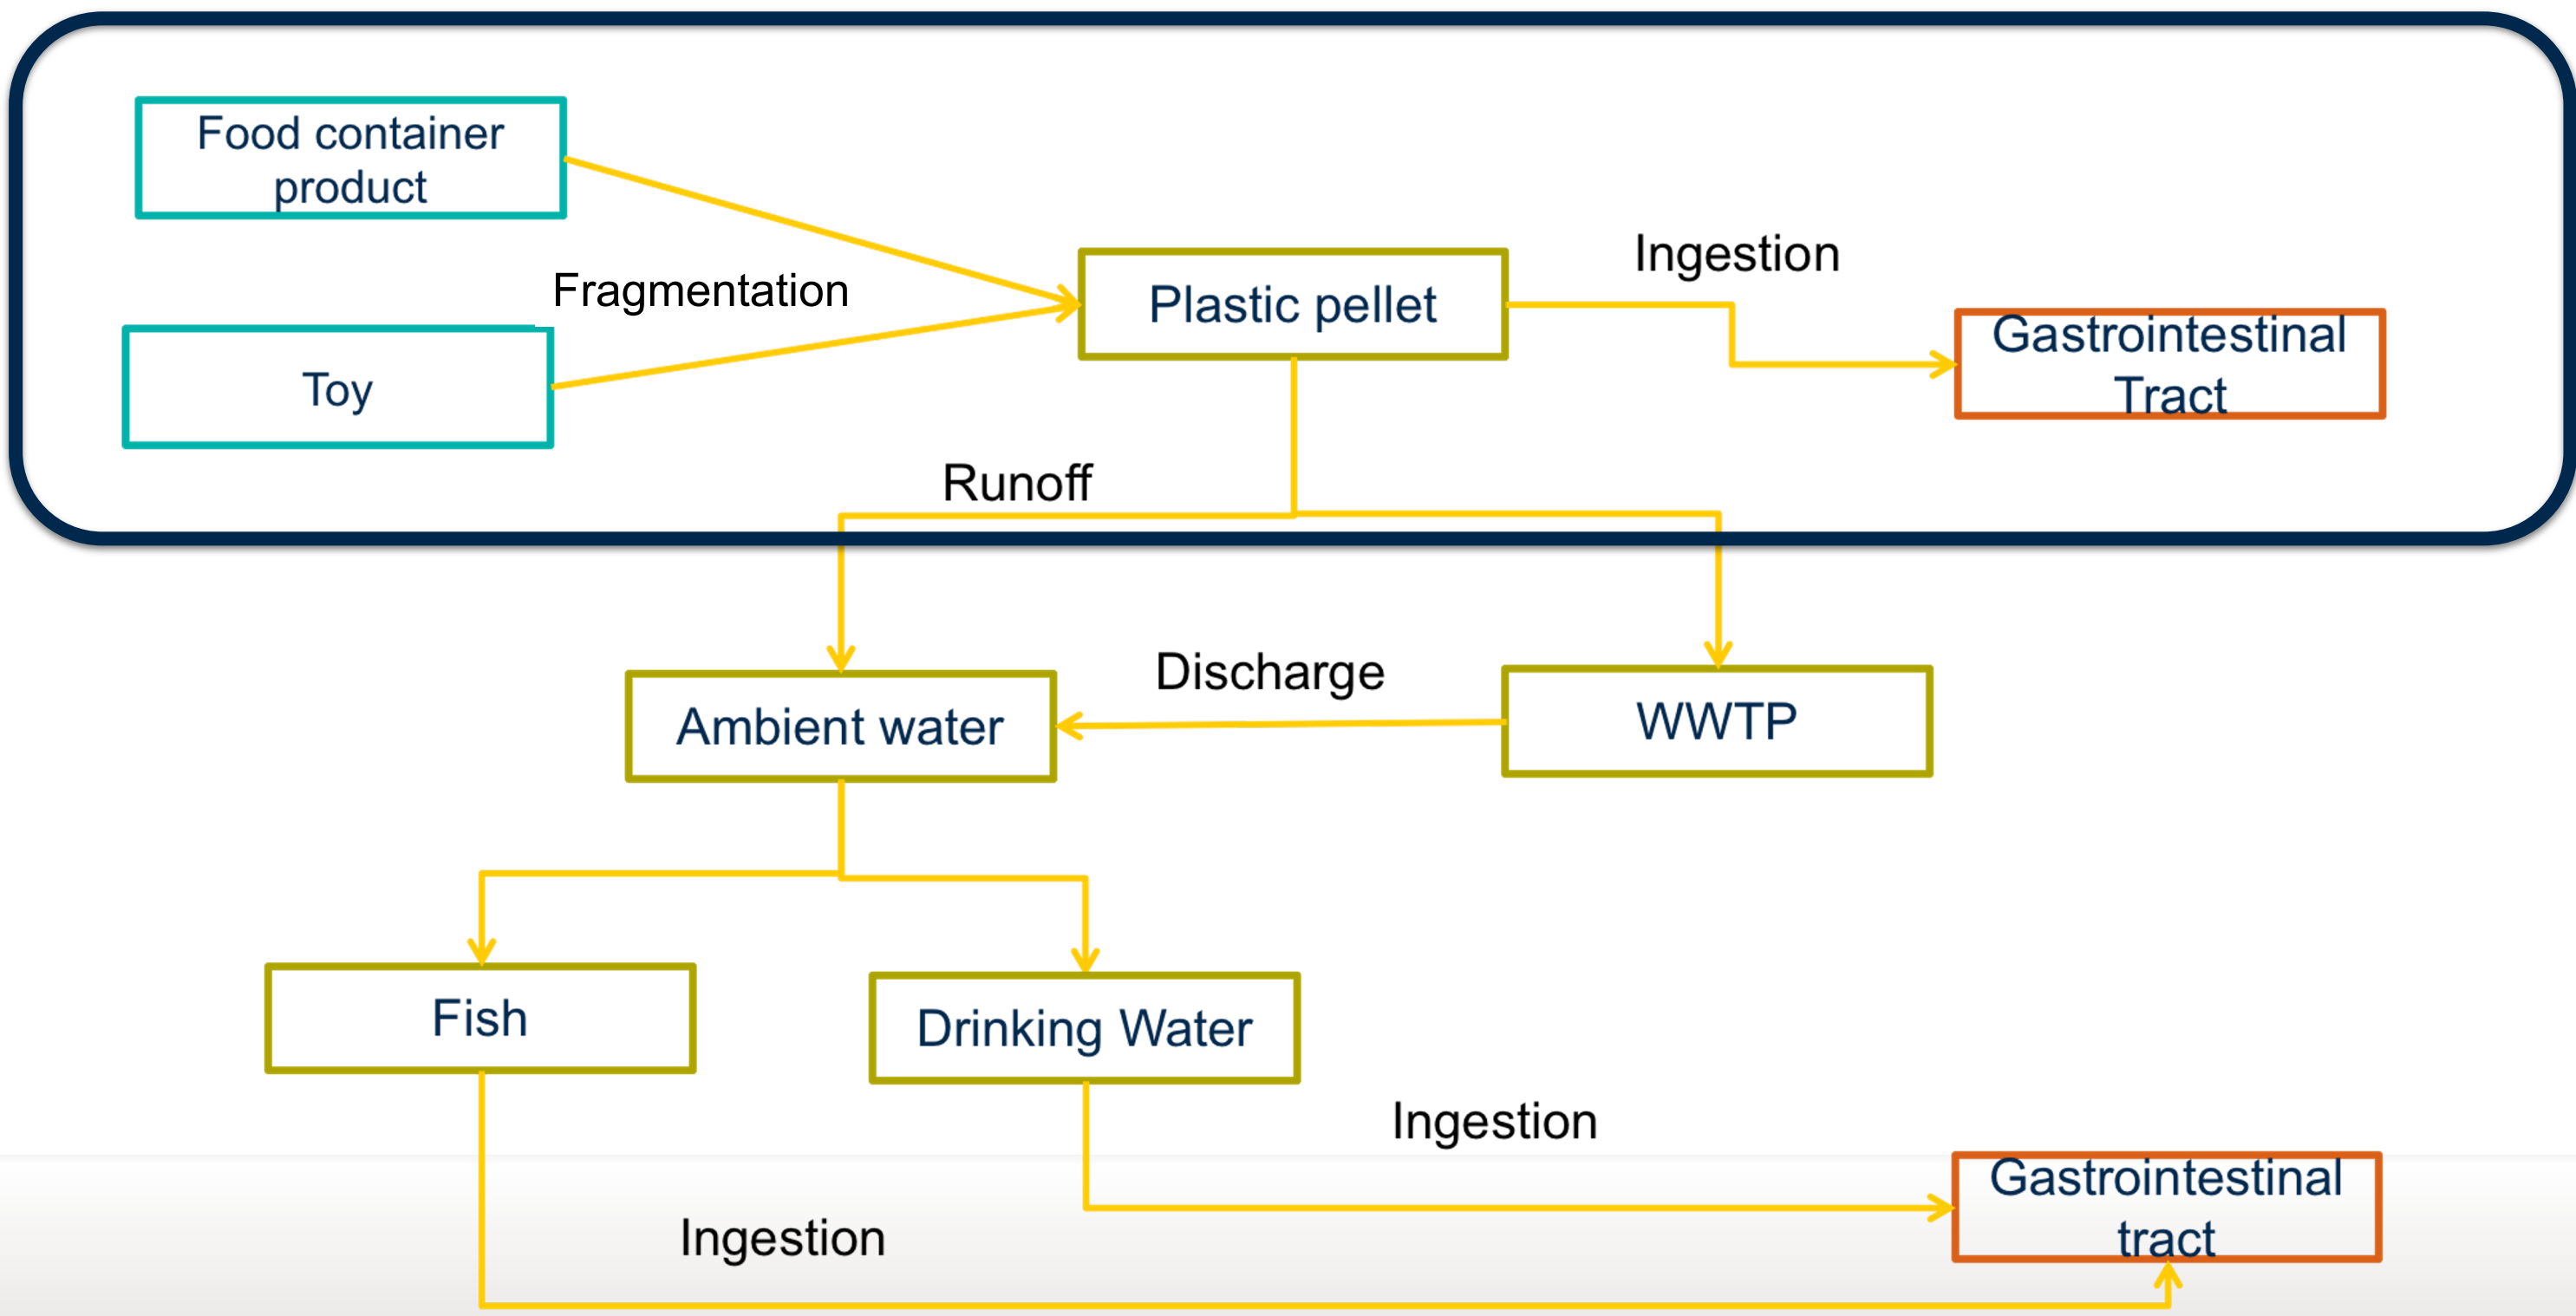 Food container
product
Fragmentation
Toy
Plastic pellet
Ingestion
Gastrointestinal
Tract
Runoff
Discharge
Ambient water
WWTP
Fish
Drinking Water
Ingestion
Gastrointestinal
tract
Ingestion